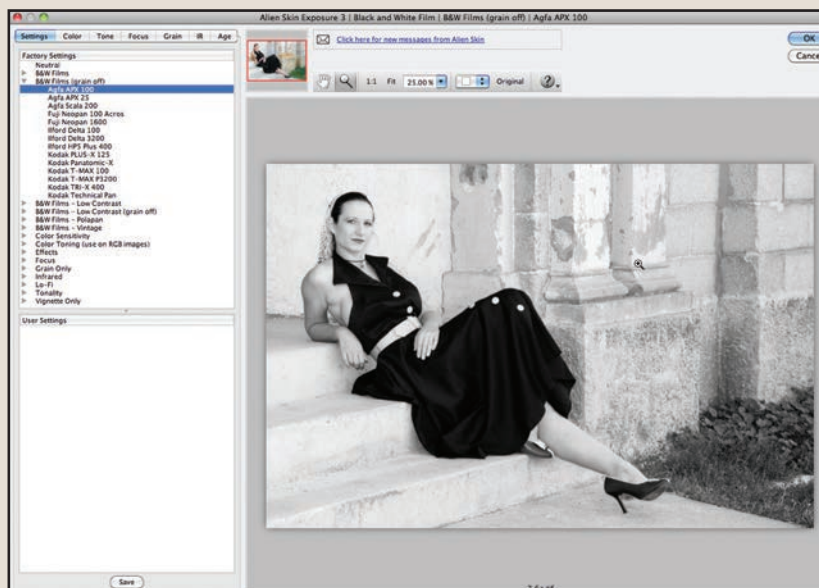 Alien Skin Exposure 3 | Black and White Film | B&W Films (grain off) | Agfa APX 100
Settings Color Tone Focus Grain IR Age
Click here for new messages from Alien Skin
OK
Cance
1:1 Fit 25.00 % Original ?
Factory Settings
Neutral
B&W Films
B&W Films (grain off)
Agfa APX 100
Agfa APX 25
Agfa Scala 200
Fuji Neopan 100 Acros
Fuji Neopan 1600
Ilford Delta 100
Ilford Delta 3200
Ilford HP5 Plus 400
Kodak PLUS-X 125
Kodak Panatomic-X
Kodak T-MAX 100
Kodak T-MAX P3200
Kodak TRI-X 400
Kodak Technical Pan
B&W Films - Low Contrast
B&W Films - Low Contrast (grain off)
B&W Films - Polapan
B&W Films - Vintage
Color Sensitivity
Color Toning (use on RGB images)
Effects
Focus
Grain Only
Infrared
Lo-Fi
Tonality
Vignette Only
User Settings
Save